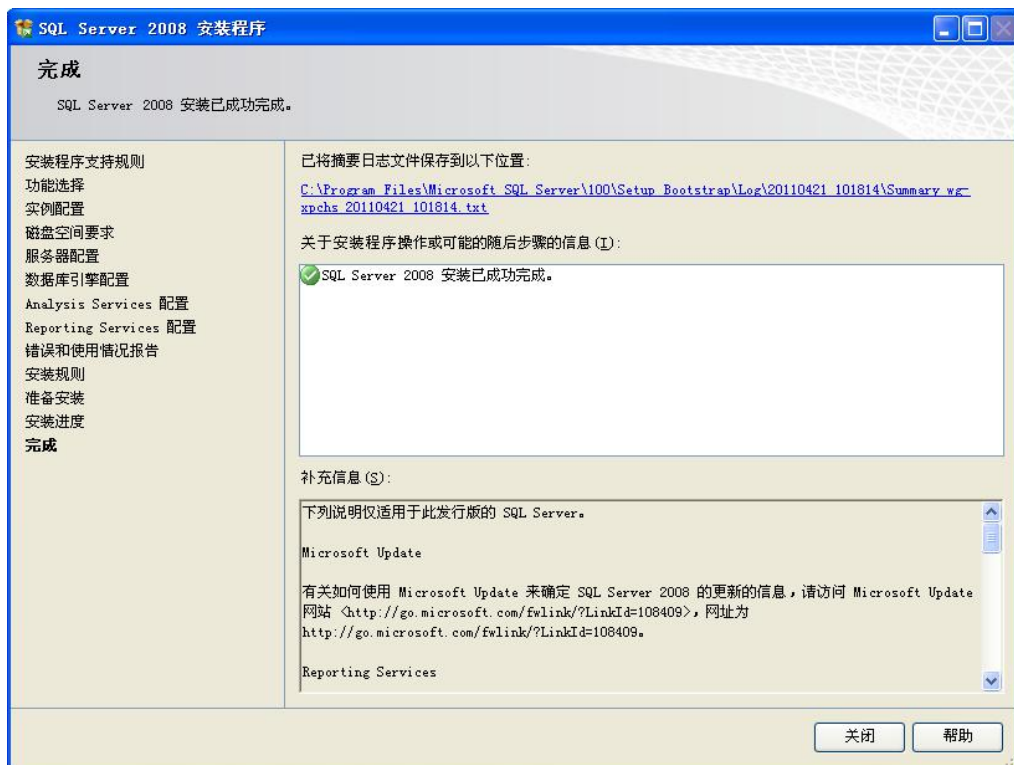 SQL Server 2008 安装程序
完成
SQL Server 2008 安装已成功完成。
安装程序支持规则
功能选择
实例配置
磁盘空间要求
服务器配置
数据库引擎配置
Analysis Services 配置
Reporting Services 配置
错误和使用情况报告
安装规则
准备安装
安装进度
完成
已将摘要日志文件保存到以下位置:
C:\Program Files\Microsoft SQL Server\100\Setup Bootstrap\Log\20110421_101814\Summary_wg-
xpchs_20110421_101814.txt
关于安装程序操作或可能的随后步骤的信息(I):
SQL Server 2008 安装已成功完成。
补充信息(S):
下列说明仅适用于此发行版的 SQL Server。
Microsoft Update
有关如何使用 Microsoft Update 来确定 SQL Server 2008 的更新的信息，请访问 Microsoft Update
网站 <http://go.microsoft.com/fwlink/?LinkId=108409>，网址为
http://go.microsoft.com/fwlink/?LinkId=108409。
Reporting Services
关闭
帮助